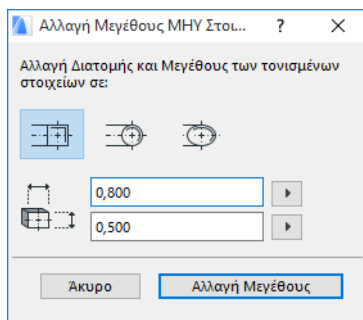 Αλλαγή Μεγέθους ΜΗΥ Στοι...
Αλλαγή Διατομής και Μεγέθους των τονισμένων
στοιχείων σε:
0,800
0,500
Άκυρο
Αλλαγή Μεγέθους